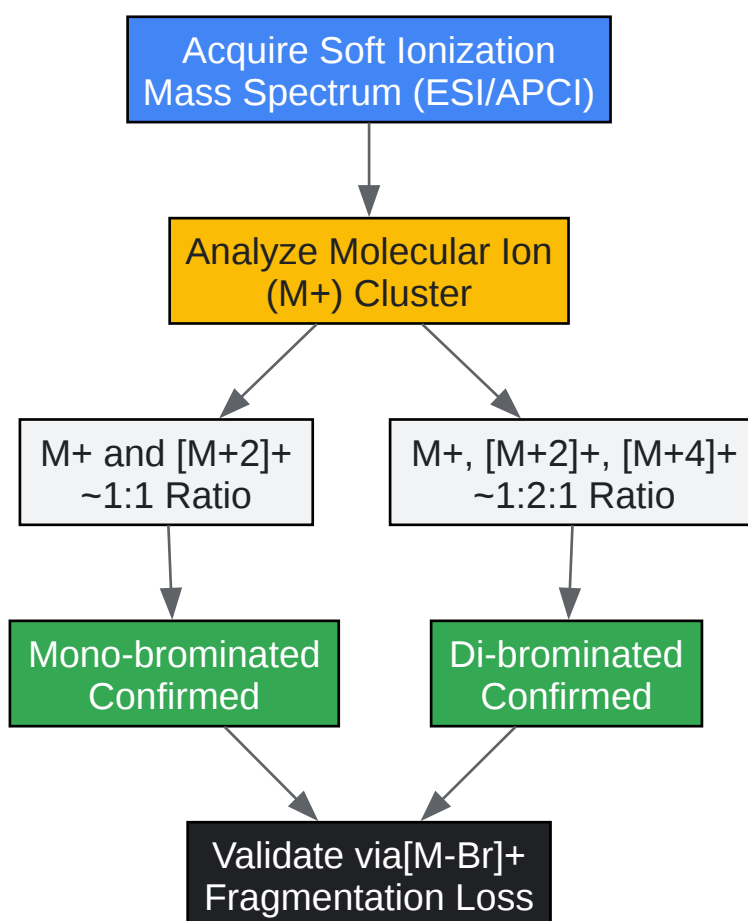 Acquire Soft Ionization
Mass Spectrum (ESI/APCI)
Analyze Molecular Ion
(M+) Cluster
M+ and [M+2]+
~1:1 Ratio
M+, [M+2]+, [M+4]+
~1:2:1 Ratio
Mono-brominated
Confirmed
Di-brominated
Confirmed
Validate via[M-Br]+
Fragmentation Loss